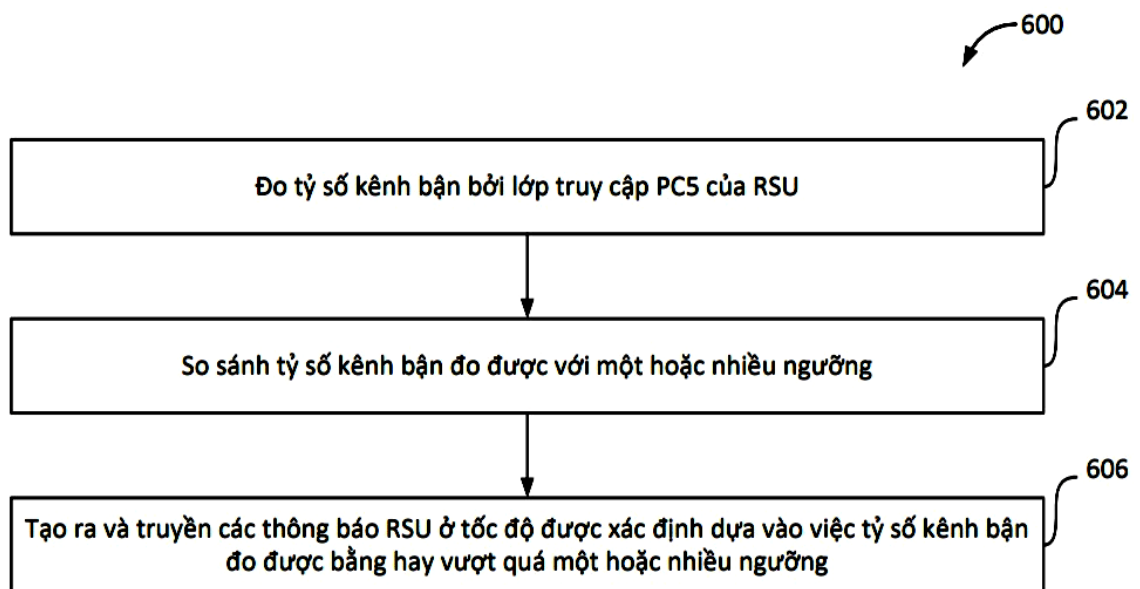 600
602
Đo tỷ số kênh bận bởi lớp truy cập PC5 của RSU
604
So sánh tỷ số kênh bận đo được với một hoặc nhiều ngưỡng
606
Tạo ra và truyền các thông báo RSU ở tốc độ được xác định dựa vào việc tỷ số kênh bận
đo được bằng hay vượt quá một hoặc nhiều ngưỡng